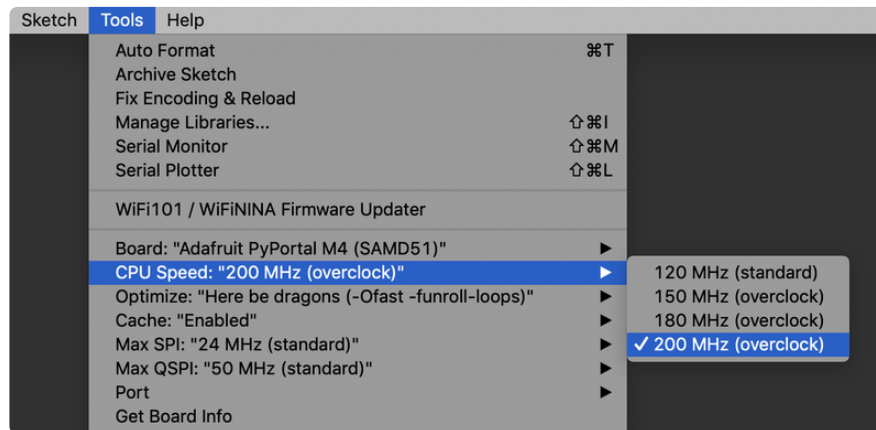 Sketch Tools Help
Auto Format ⌘T
Archive Sketch
Fix Encoding & Reload
Manage Libraries... ⇧⌘I
Serial Monitor ⇧⌘M
Serial Plotter ⇧⌘L
WiFi101 / WiFiNINA Firmware Updater
Board: "Adafruit PyPortal M4 (SAMD51)" ▶
CPU Speed: "200 MHz (overclock)" ▶
Optimize: "Here be dragons (-Ofast -funroll-loops)" ▶
Cache: "Enabled" ▶
Max SPI: "24 MHz (standard)" ▶
Max QSPI: "50 MHz (standard)" ▶
Port ▶
Get Board Info
120 MHz (standard)
150 MHz (overclock)
180 MHz (overclock)
✓ 200 MHz (overclock)